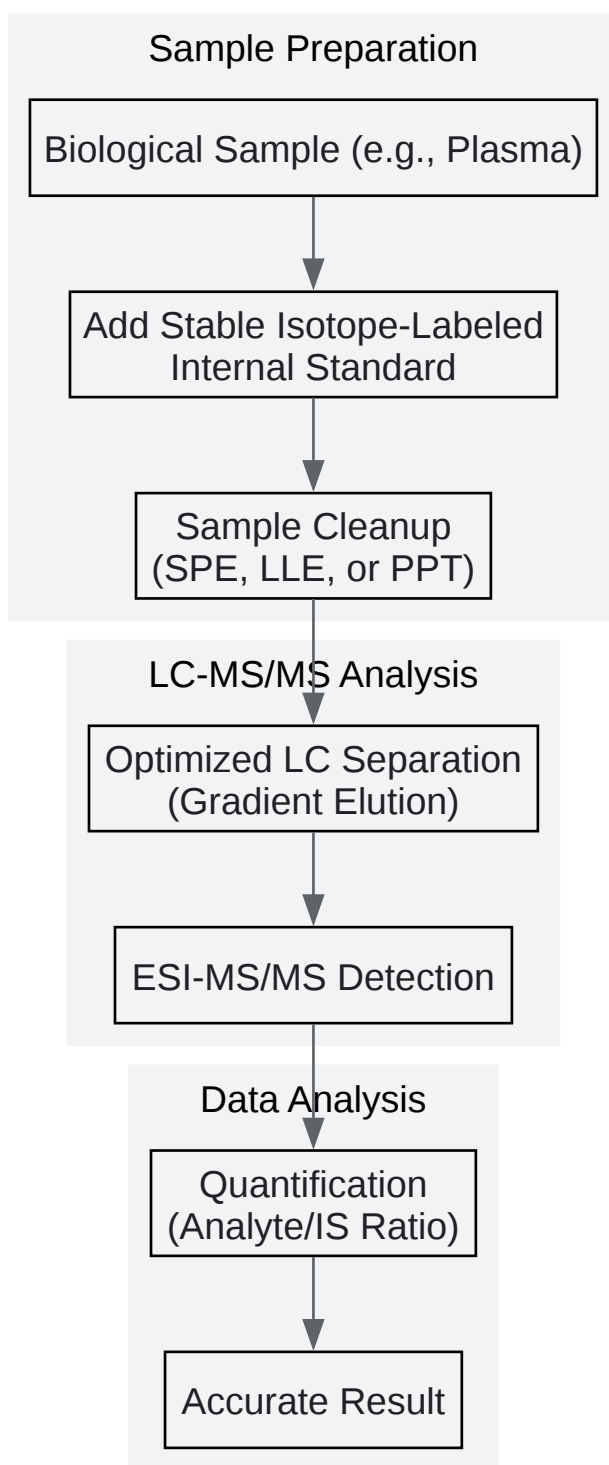 Sample Preparation
Biological Sample (e.g., Plasma)
Add Stable Isotope-Labeled
Internal Standard
Sample Cleanup
(SPE, LLE, or PPT)
LC-MS/MS Analysis
Optimized LC Separation
(Gradient Elution)
ESI-MS/MS Detection
Data Analysis
Quantification
(Analyte/IS Ratio)
Accurate Result